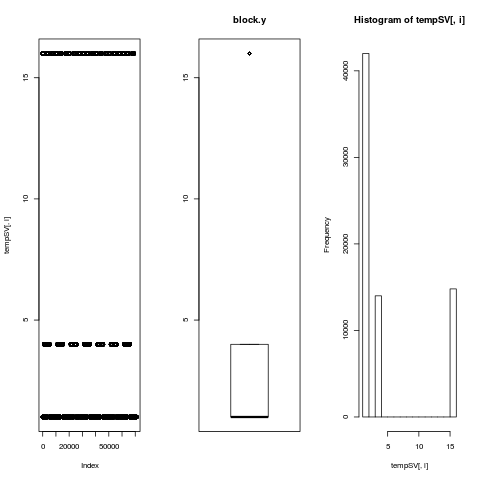 block.y
Histogram of tempSV[, i]
tempSV[, i]
5
10
15
0
20000
50000
Index
5
10
15
Frequency
0
10000
20000
30000
40000
5
10
15
tempSV[, i]